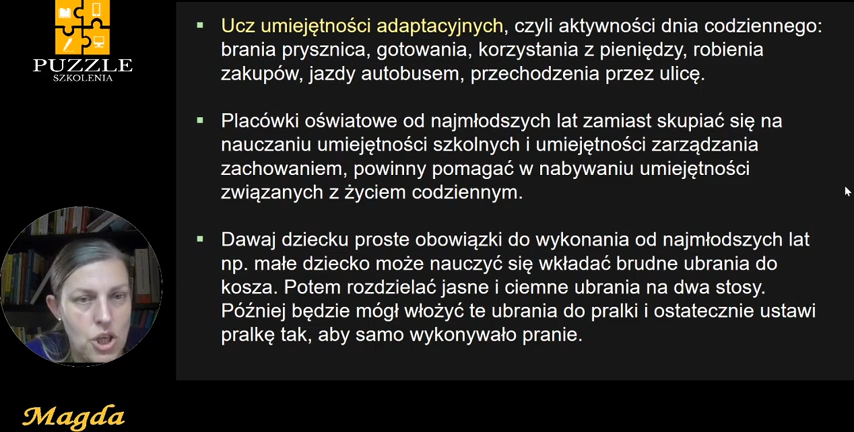 PUZZLE
SZKOLENIA
Ucz umiejętności adaptacyjnych, czyli aktywności dnia codziennego:
brania prysznica, gotowania, korzystania z pieniędzy, robienia
zakupów, jazdy autobusem, przechodzenia przez ulicę.
Placówki oświatowe od najmłodszych lat zamiast skupiać się na
nauczaniu umiejętności szkolnych i umiejętności zarządzania
zachowaniem, powinny pomagać w nabywaniu umiejętności
związanych z życiem codziennym.
Dawaj dziecku proste obowiązki do wykonania od najmłodszych lat
np. małe dziecko może nauczyć się wkładać brudne ubrania do
kosza. Potem rozdzielać jasne i ciemne ubrania na dwa stosy.
Później będzie mógł włożyć te ubrania do pralki i ostatecznie ustawi
pralkę tak, aby samo wykonywało pranie.
Magda